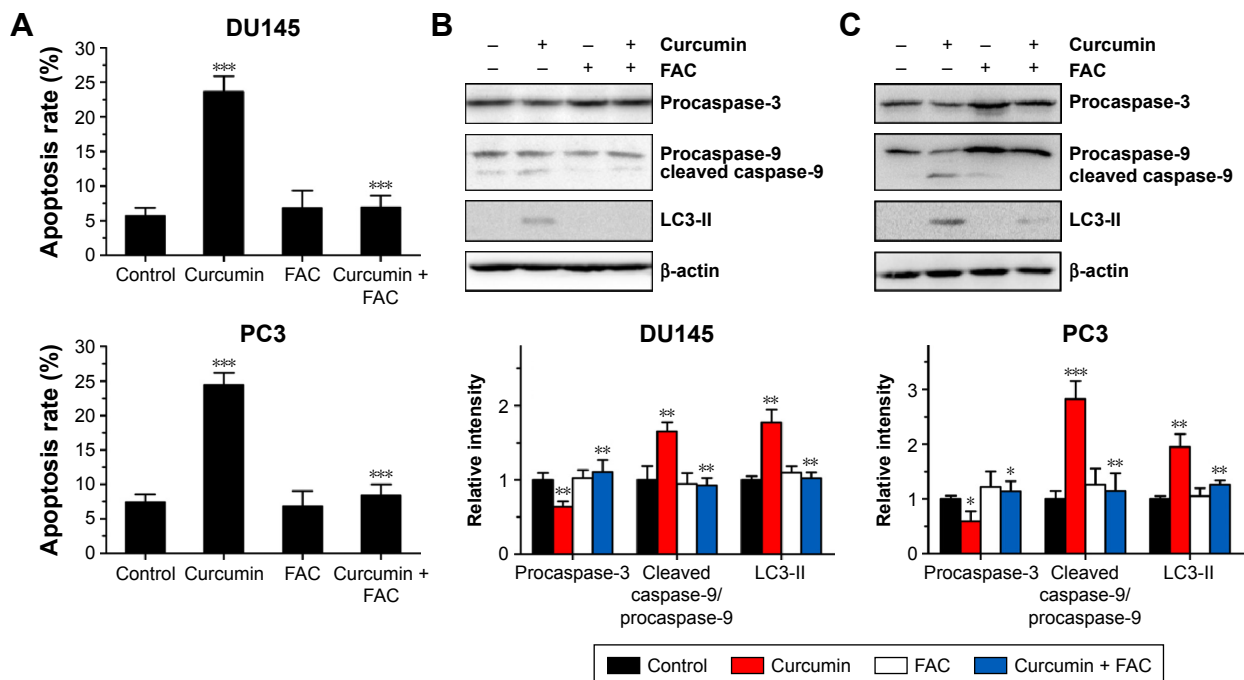 A
DU145
Apoptosis rate (%)
30
25
20
15
10
5
0
***
***
Control
Curcumin
FAC
Curcumin +
FAC
PC3
Apoptosis rate (%)
30
25
20
15
10
5
0
***
***
Control
Curcumin
FAC
Curcumin +
FAC
B
– + – + Curcumin
– – + + FAC
Procaspase-3
Procaspase-9
cleaved caspase-9
LC3-II
β-actin
DU145
Relative intensity
2
1
0
**
**
**
**
**
**
Procaspase-3
Cleaved
caspase-9/
procaspase-9
LC3-II
C
– + – + Curcumin
– – + + FAC
Procaspase-3
Procaspase-9
cleaved caspase-9
LC3-II
β-actin
PC3
Relative intensity
3
2
1
0
*
*
***
**
**
**
Procaspase-3
Cleaved
caspase-9/
procaspase-9
LC3-II
Control
Curcumin
FAC
Curcumin + FAC